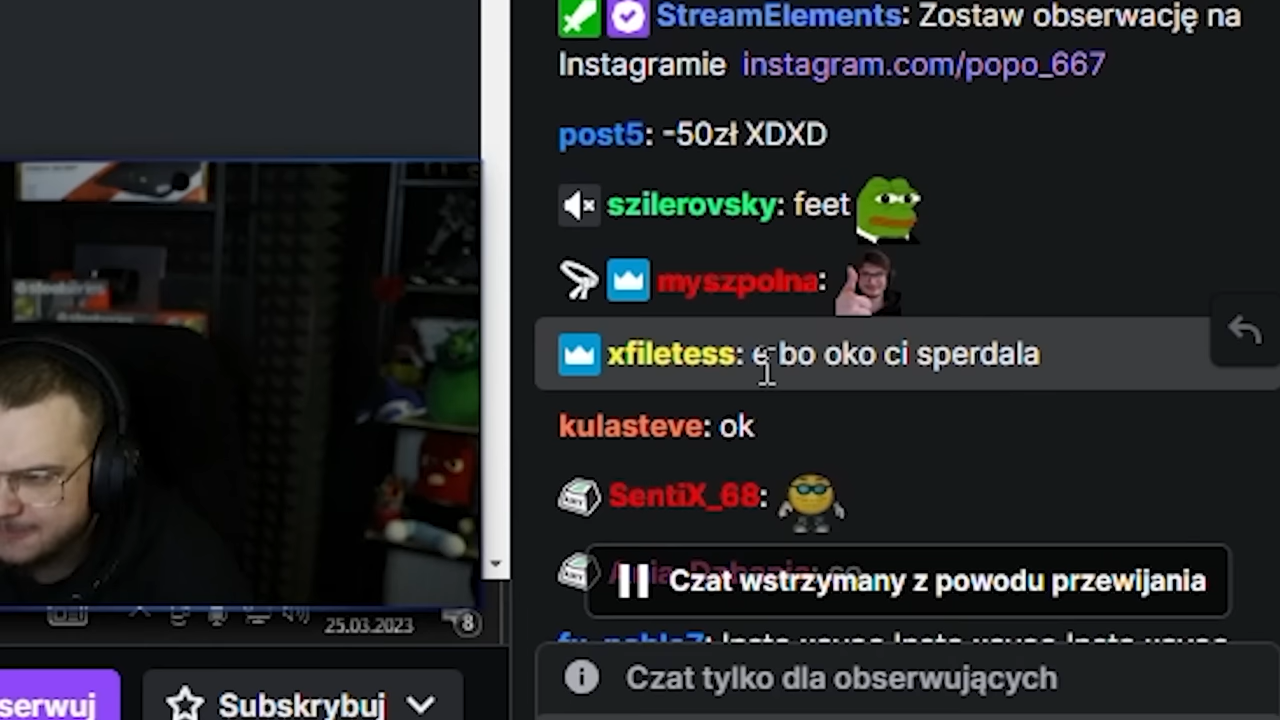 StreamElements: Zostaw obserwację na
Instagramie instagram.com/popo_667
post5: -50zł XDXD
szilerovsky: feet
myszpolna:
xfiletess: e bo oko ci sperdala
kulasteve: ok
SentiX_68:
Czat wstrzymany z powodu przewijania
25.03.2023
8
Czat tylko dla obserwujących
serwuj
Subskrybuj